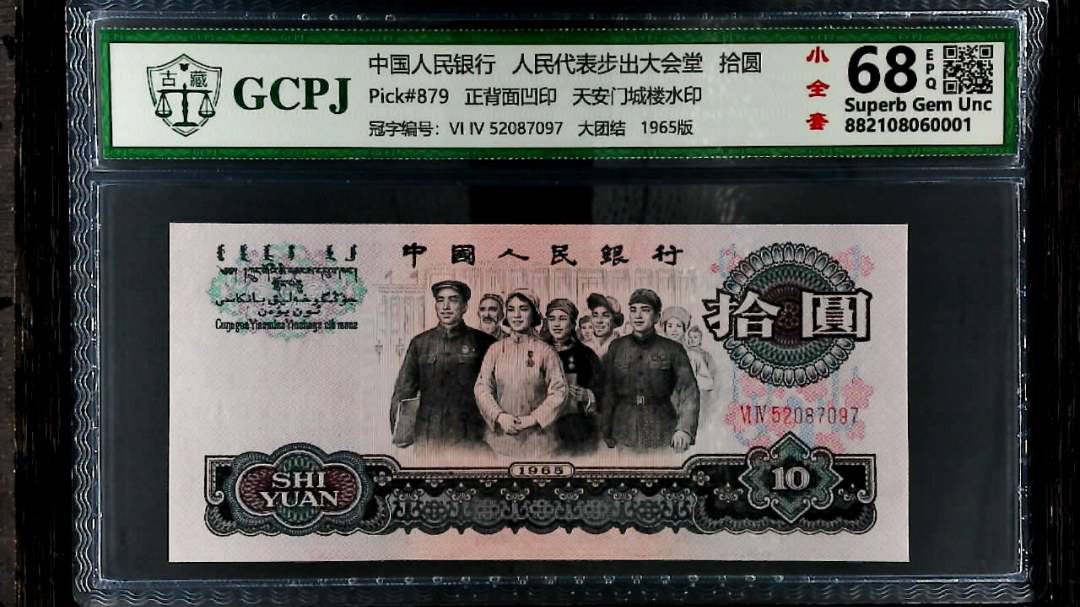 古藏
GCPJ
中国人民银行 人民代表步出大会堂 拾圆
Pick#879 正背面凹印 天安门城楼水印
冠字编号: VI IV 52087097 大团结 1965版
小全套
68
EPQ
Superb Gem Unc
882108060001
中國人民銀行
拾圓
VI IV 52087097
1965
SHI
YUAN
10